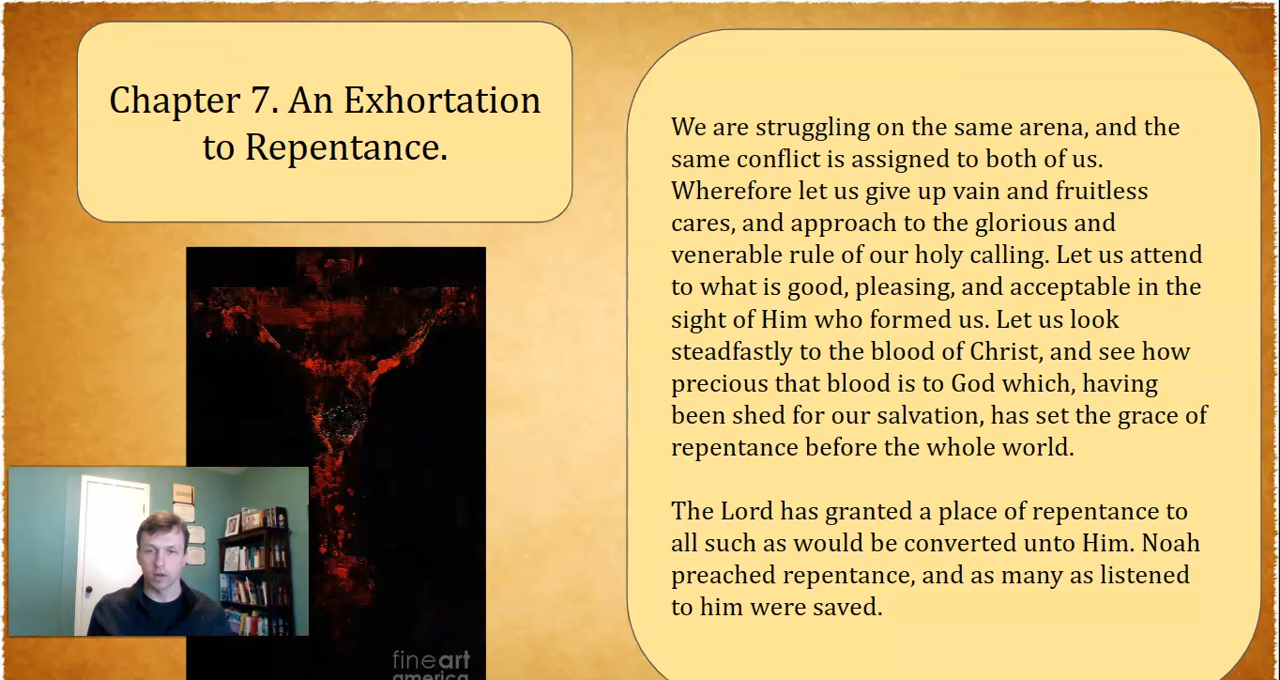 Chapter 7. An Exhortation
to Repentance.
We are struggling on the same arena, and the
same conflict is assigned to both of us.
Wherefore let us give up vain and fruitless
cares, and approach to the glorious and
venerable rule of our holy calling. Let us attend
to what is good, pleasing, and acceptable in the
sight of Him who formed us. Let us look
steadfastly to the blood of Christ, and see how
precious that blood is to God which, having
been shed for our salvation, has set the grace of
repentance before the whole world.
The Lord has granted a place of repentance to
all such as would be converted unto Him. Noah
preached repentance, and as many as listened
to him were saved.
fineart
america